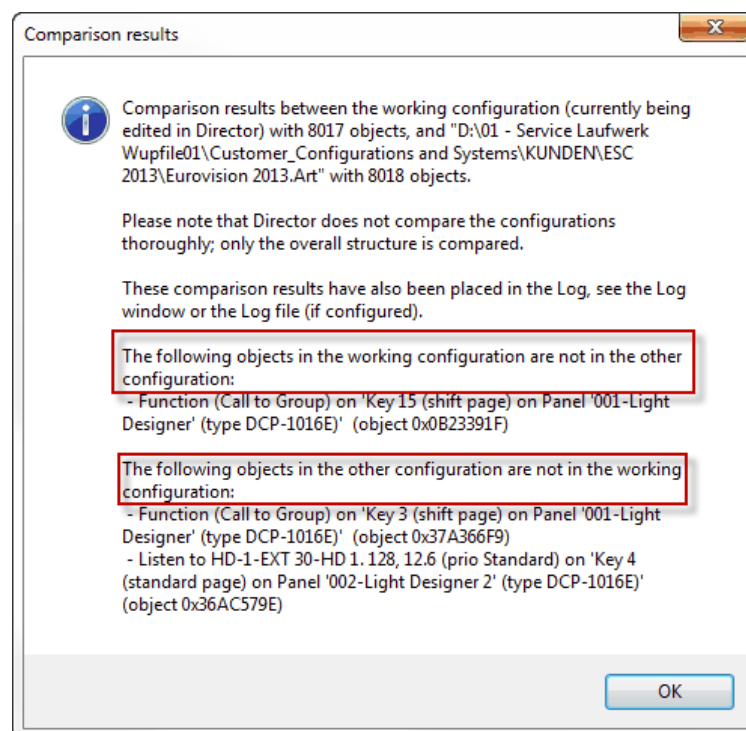 Comparison results
Comparison results between the working configuration (currently being
edited in Director) with 8017 objects, and "D:\01 - Service Laufwerk
Wupfile01\Customer_Configurations and Systems\KUNDEN\ESC
2013\Eurovision 2013.Art" with 8018 objects.
Please note that Director does not compare the configurations
thoroughly; only the overall structure is compared.
These comparison results have also been placed in the Log, see the Log
window or the Log file (if configured).
The following objects in the working configuration are not in the other
configuration:
- Function (Call to Group) on 'Key 15 (shift page) on Panel '001-Light
Designer' (type DCP-1016E)' (object 0x0B23391F)
The following objects in the other configuration are not in the working
configuration:
- Function (Call to Group) on 'Key 3 (shift page) on Panel '001-Light
Designer' (type DCP-1016E)' (object 0x37A366F9)
- Listen to HD-1-EXT 30-HD 1. 128, 12.6 (prio Standard) on 'Key 4
(standard page) on Panel '002-Light Designer 2' (type DCP-1016E)'
(object 0x36AC579E)
OK